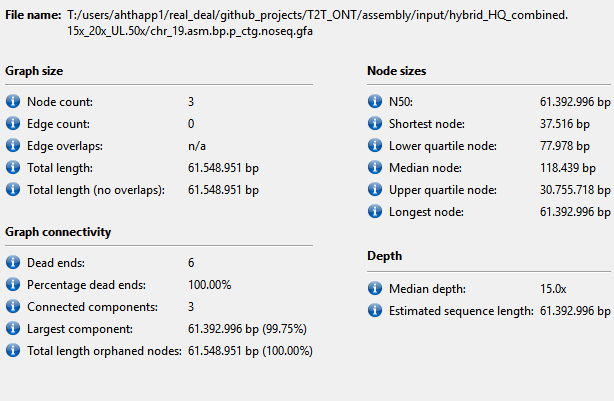 File name: T:/users/ahthapp1/real_deal/github_projects/T2T_ONT/assembly/input/hybrid_HQ_combined.
15x_20x_UL.50x/chr_19.asm.bp.p_ctg.noseq.gfa
Graph size
Node count: 3
Edge count: 0
Edge overlaps: n/a
Total length: 61.548.951 bp
Total length (no overlaps): 61.548.951 bp
Graph connectivity
Dead ends: 6
Percentage dead ends: 100.00%
Connected components: 3
Largest component: 61.392.996 bp (99.75%)
Total length orphaned nodes: 61.548.951 bp (100.00%)
Node sizes
N50: 61.392.996 bp
Shortest node: 37.516 bp
Lower quartile node: 77.978 bp
Median node: 118.439 bp
Upper quartile node: 30.755.718 bp
Longest node: 61.392.996 bp
Depth
Median depth: 15.0x
Estimated sequence length: 61.392.996 bp